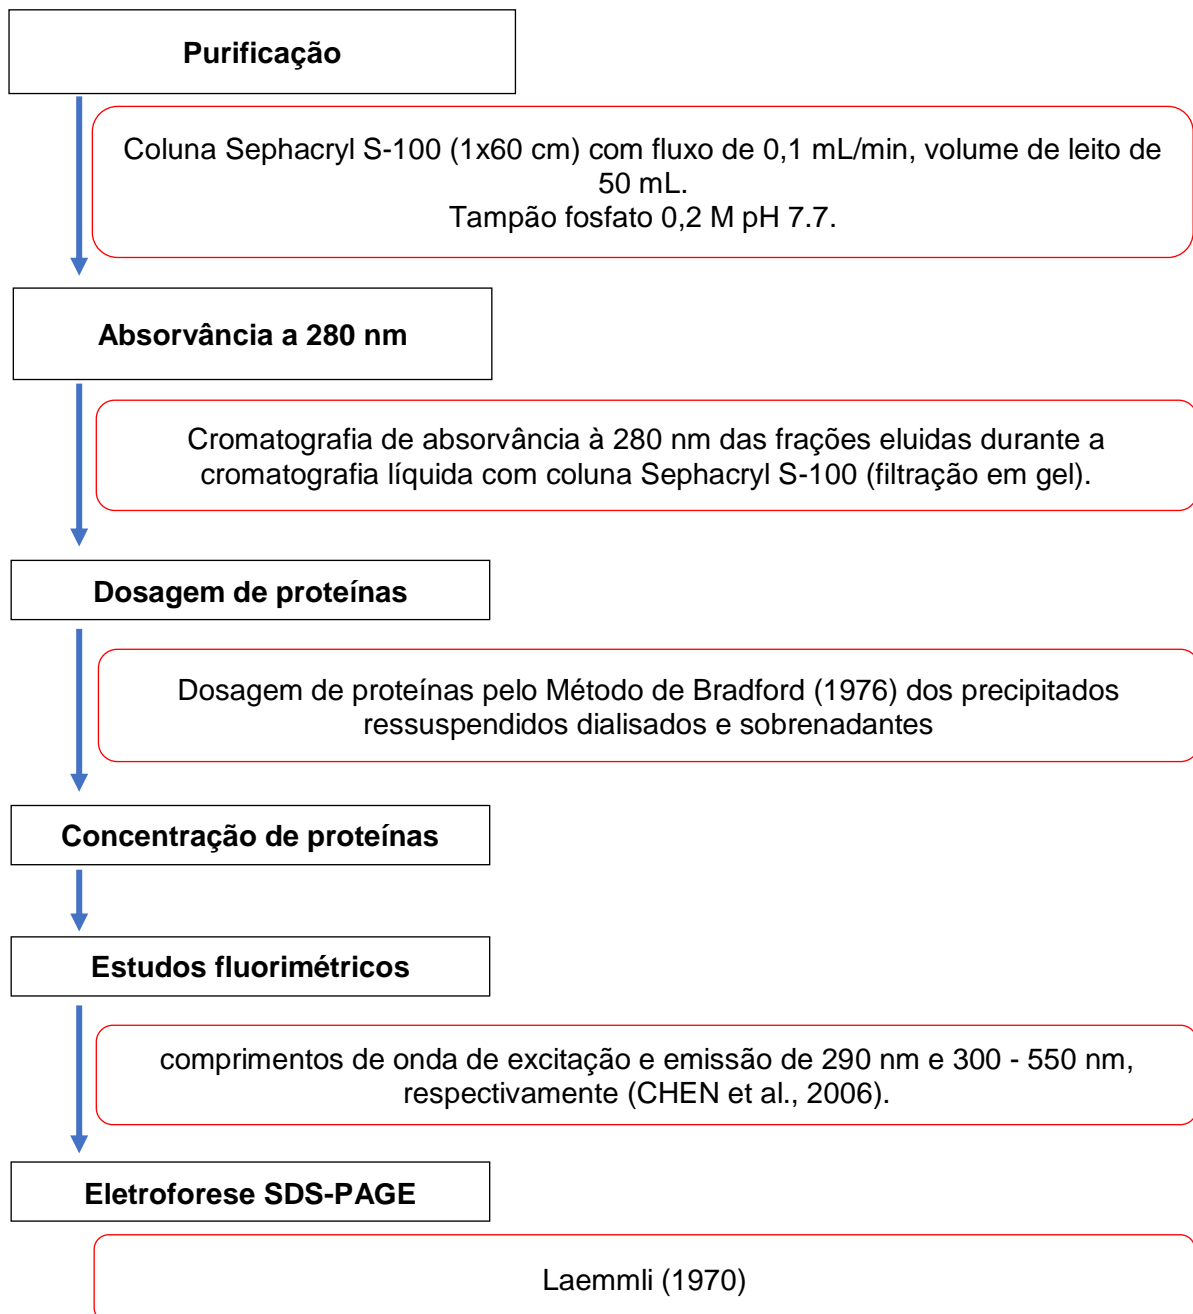 Purificação
Coluna Sephacryl S-100 (1x60 cm) com fluxo de 0,1 mL/min, volume de leito de
50 mL.
Tampão fosfato 0,2 M pH 7.7.
Absorvância a 280 nm
Cromatografia de absorvância à 280 nm das frações eluidas durante a
cromatografia líquida com coluna Sephacryl S-100 (filtração em gel).
Dosagem de proteínas
Dosagem de proteínas pelo Método de Bradford (1976) dos precipitados
ressuspendidos dialisados e sobrenadantes
Concentração de proteínas
Estudos fluorimétricos
comprimentos de onda de excitação e emissão de 290 nm e 300 - 550 nm,
respectivamente (CHEN et al., 2006).
Eletroforese SDS-PAGE
Laemmli (1970)